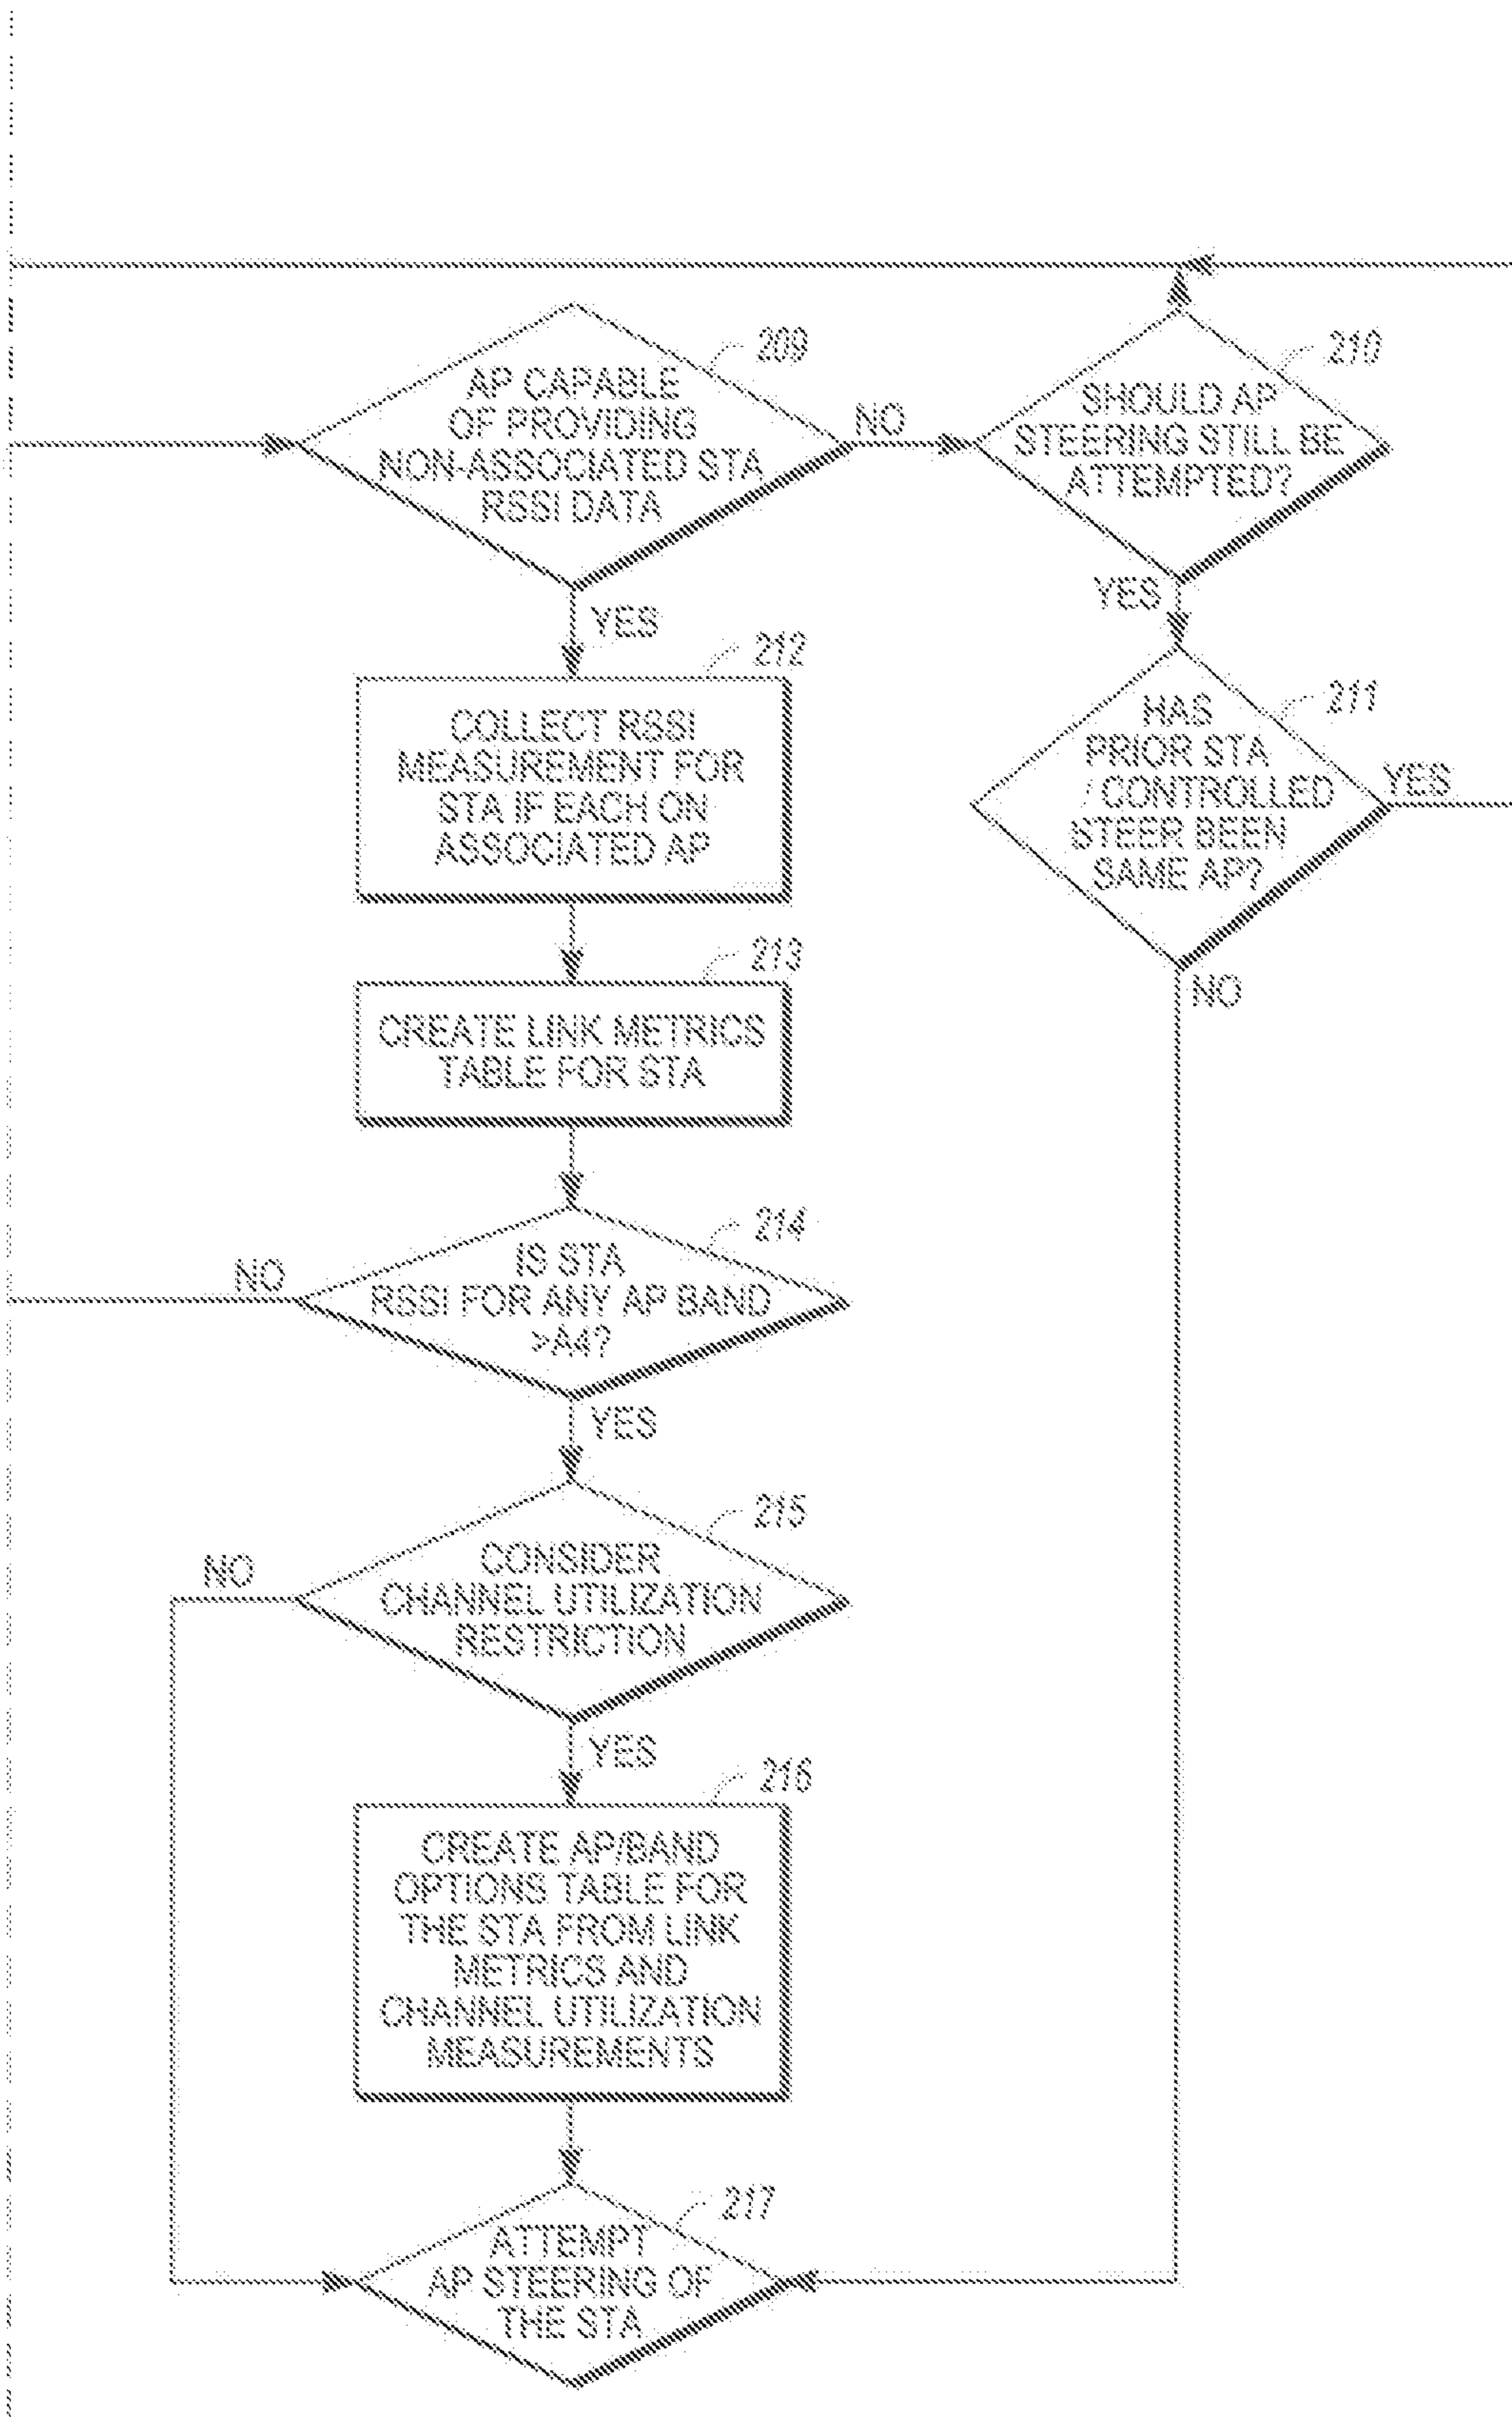 209
AP CAPABLE
OF PROVIDING
NON-ASSOCIATED STA
RSSI DATA
NO
210
SHOULD AP
STEERING STILL BE
ATTEMPTED?
YES
YES
212
COLLECT RSSI
MEASUREMENT FOR
STA IF EACH ON
ASSOCIATED AP
211
HAS
PRIOR STA
/ CONTROLLED
STEER BEEN
SAME AP?
YES
NO
213
CREATE LINK METRICS
TABLE FOR STA
214
IS STA
RSSI FOR ANY AP BAND
>A4?
NO
YES
215
CONSIDER
CHANNEL UTILIZATION
RESTRICTION
NO
YES
216
CREATE AP/BAND
OPTIONS TABLE FOR
THE STA FROM LINK
METRICS AND
CHANNEL UTILIZATION
MEASUREMENTS
217
ATTEMPT
AP STEERING OF
THE STA